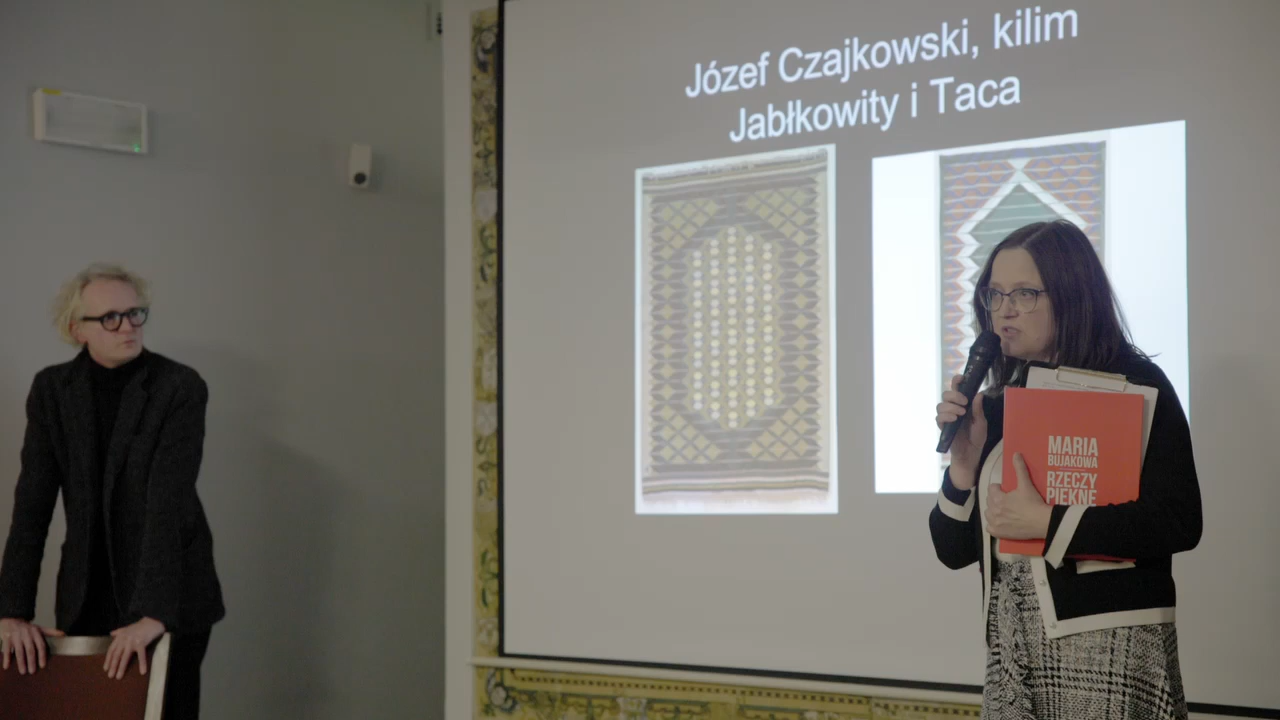 Józef Czajkowski, kilim
Jabłkowity i Taca
MARIA
BUJAKOWA
RZECZY
PIĘKNE